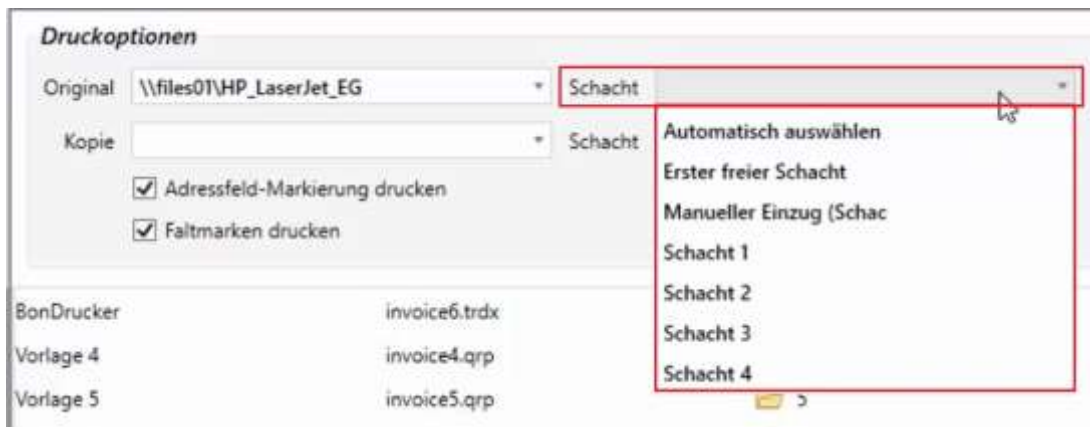 Druckoptionen
Original \\files01\HP_LaserJet_EG Schacht
Kopie Schacht
Automatisch auswählen
Erster freier Schacht
Manueller Einzug (Schac
Schacht 1
Schacht 2
Schacht 3
Schacht 4
Adressfeld-Markierung drucken
Faltmarken drucken
BonDrucker invoice6.trdx
Vorlage 4 invoice4.qrp
Vorlage 5 invoice5.qrp 5